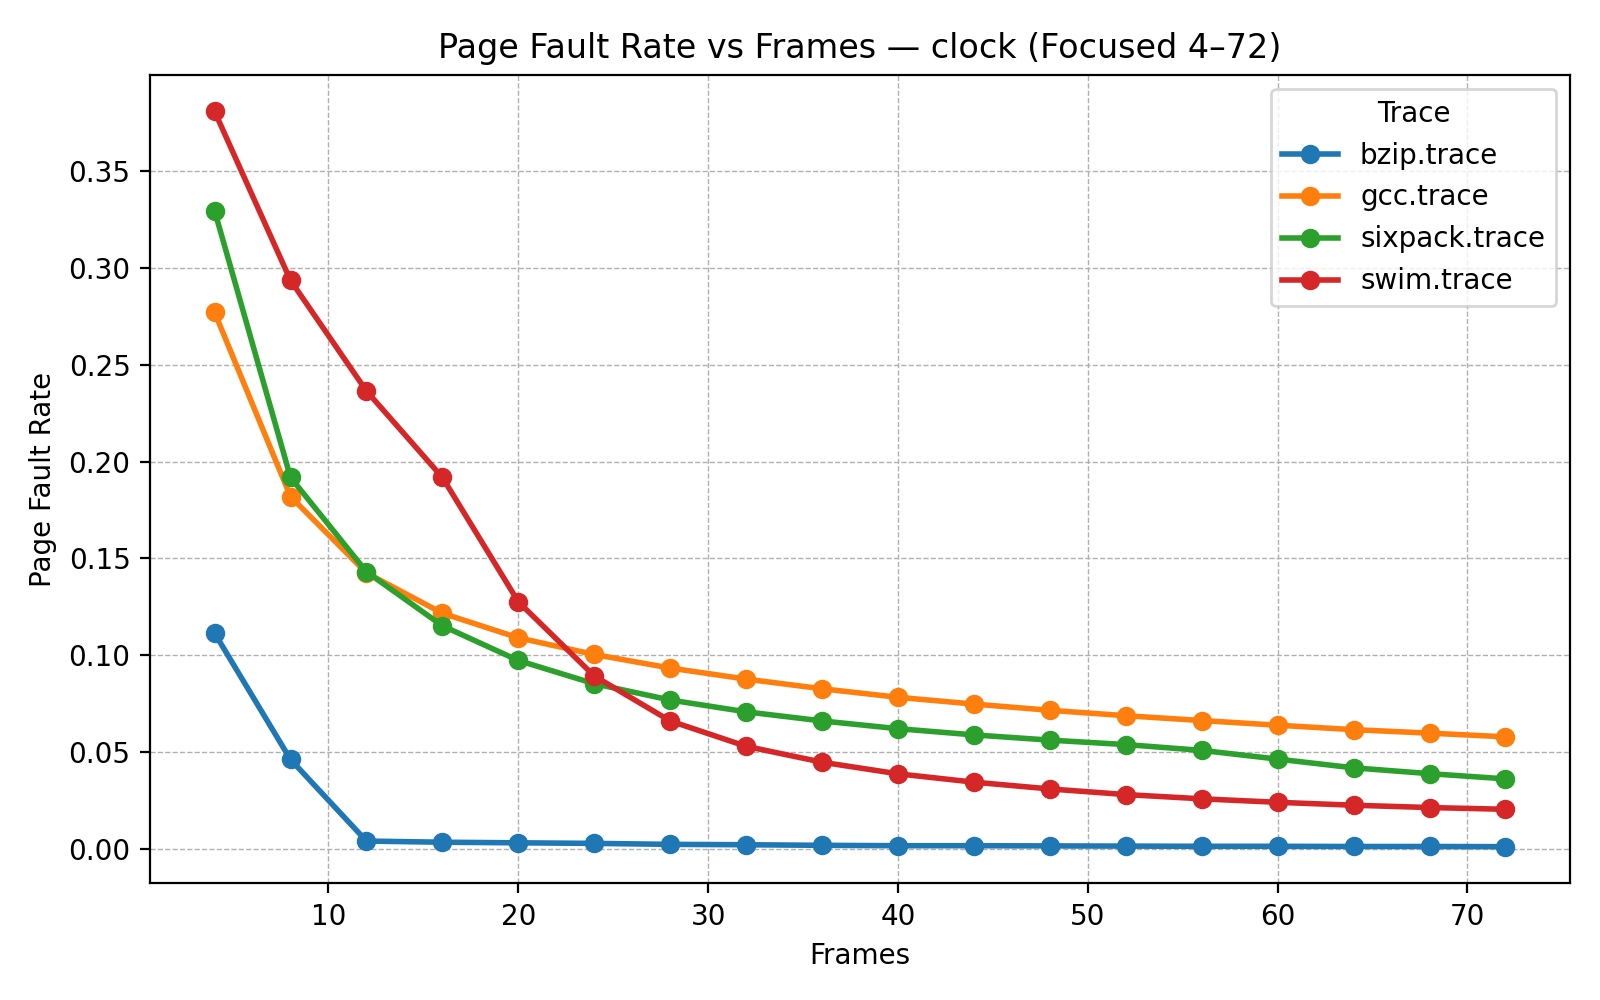 Page Fault Rate vs Frames — clock (Focused 4–72)
Trace
bzip.trace
gcc.trace
sixpack.trace
swim.trace
Page Fault Rate
0.35
0.30
0.25
0.20
0.15
0.10
0.05
0.00
10 20 30 40 50 60 70
Frames